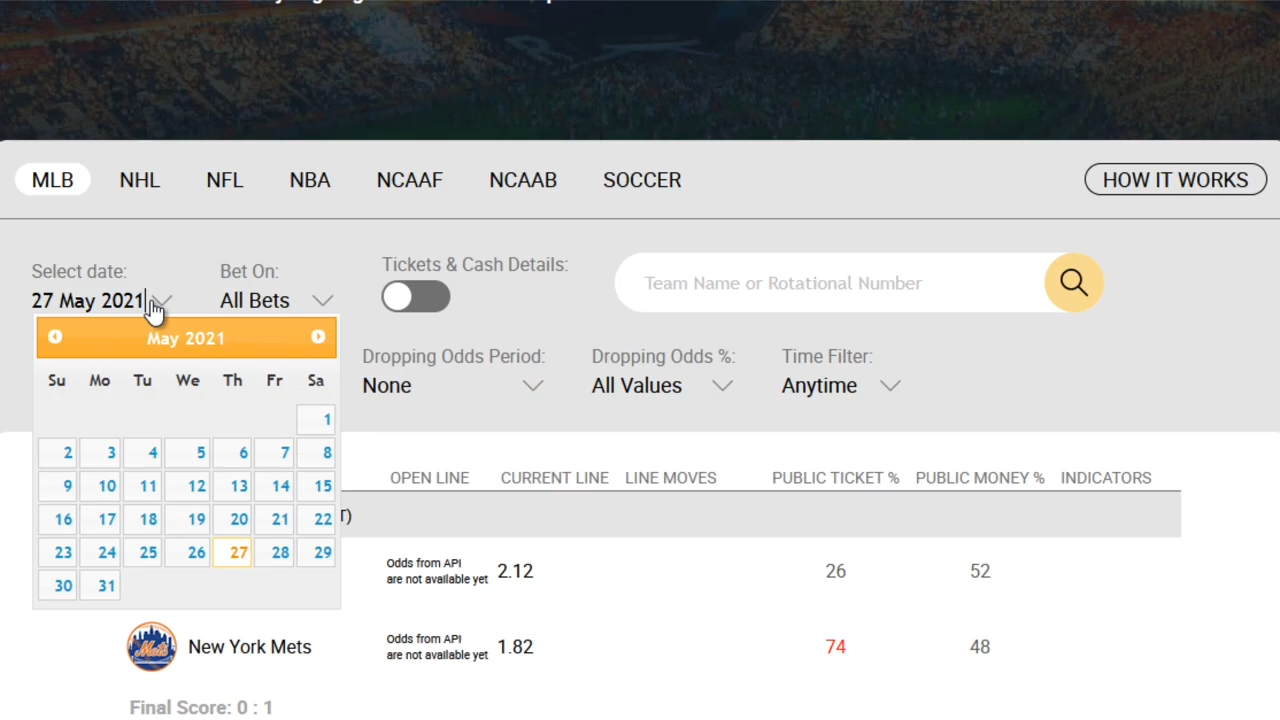 MLB NHL NFL NBA NCAAF NCAAB SOCCER HOW IT WORKS
Select date: Bet On: Tickets & Cash Details:
27 May 2021 All Bets Team Name or Rotational Number
May 2021
Dropping Odds Period: Dropping Odds %: Time Filter:
None All Values Anytime
Su Mo Tu We Th Fr Sa
1
2 3 4 5 6 7 8
9 10 11 12 13 14 15
16 17 18 19 20 21 22
23 24 25 26 27 28 29
30 31
OPEN LINE CURRENT LINE LINE MOVES PUBLIC TICKET % PUBLIC MONEY % INDICATORS
T)
Odds from API
are not available yet 2.12 26 52
Mets New York Mets
Odds from API
are not available yet 1.82 74 48
Final Score: 0 : 1